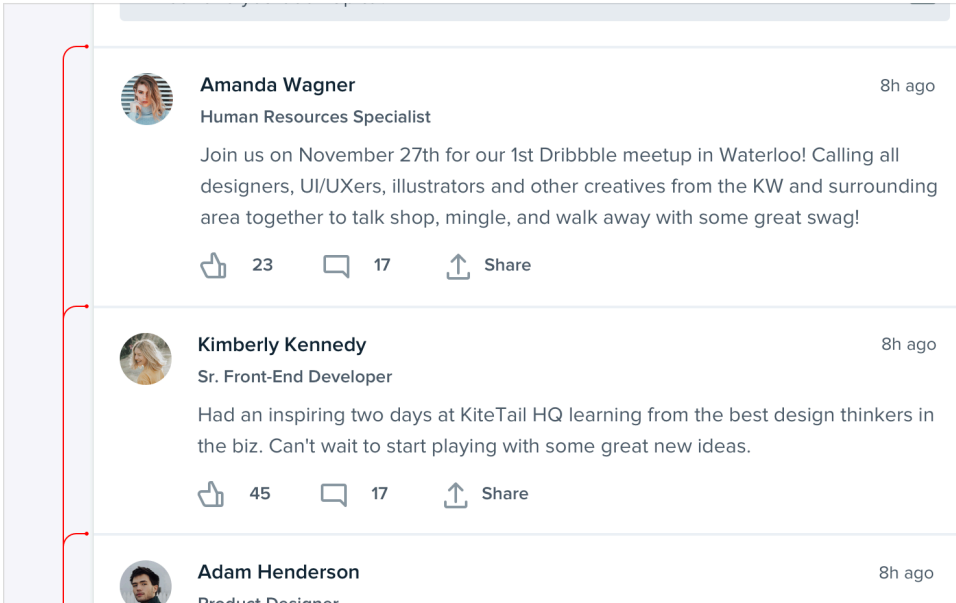 Amanda Wagner
8h ago
Human Resources Specialist
Join us on November 27th for our 1st Dribbble meetup in Waterloo! Calling all
designers, UI/UXers, illustrators and other creatives from the KW and surrounding
area together to talk shop, mingle, and walk away with some great swag!
23 17 Share
Kimberly Kennedy
8h ago
Sr. Front-End Developer
Had an inspiring two days at KiteTail HQ learning from the best design thinkers in
the biz. Can't wait to start playing with some great new ideas.
45 17 Share
Adam Henderson
8h ago
Product Designer